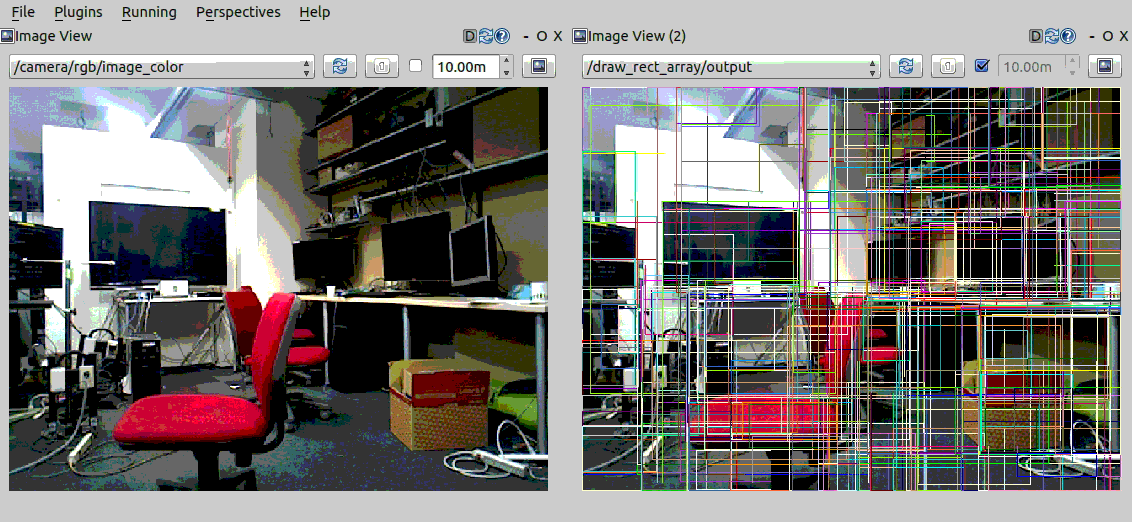 File Plugins Running Perspectives Help
Image View D - O X
/camera/rgb/image_color 10.00m
Image View (2) D - O X
/draw_rect_array/output 10.00m